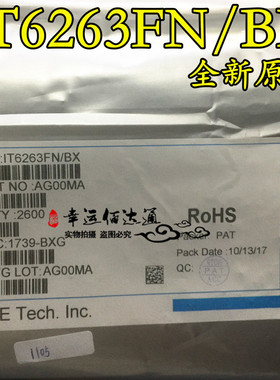 IT6263FN/BX
全新原
:IT6263FN/BX
T NO :AG00MA
TY :2600
幸运佰达通
实物拍摄 盗图必究
RoHS
C:1739-BXG
Packer: PAT
Date: 10/13/17
QC:
G LOT:AG00MA
E Tech. Inc.
1105